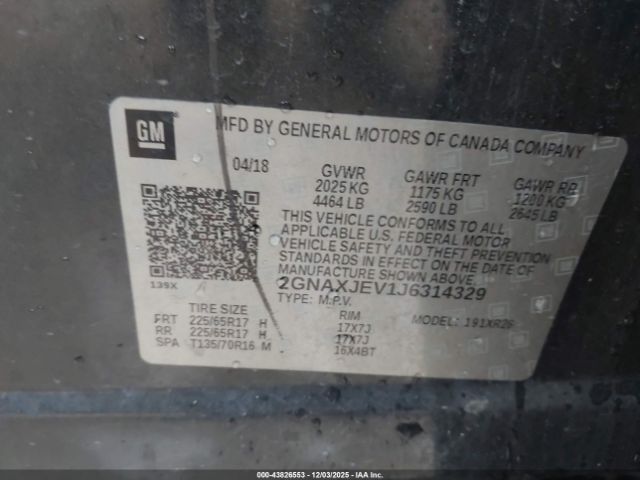 GM
MFD BY GENERAL MOTORS OF CANADA COMPANY
04/18 GVWR GAWR FRT GAWR RR
2025 KG 1175 KG 1200 KG
4464 LB 2590 LB 2645 LB
THIS VEHICLE CONFORMS TO ALL
APPLICABLE U.S. FEDERAL MOTOR
VEHICLE SAFETY AND THEFT PREVENTION
STANDARDS IN EFFECT ON THE DATE OF
MANUFACTURE SHOWN ABOVE.
139X 2GNAXJEV1J6314329
TYPE: M.P.V.
TIRE SIZE RIM MODEL: 191XR26
FRT 225/65R17 H 17X7J
RR 225/65R17 H 17X7J
SPA T135/70R16 M 16X4BT
000-43826553 - 12/03/2025 - IAAI.COM